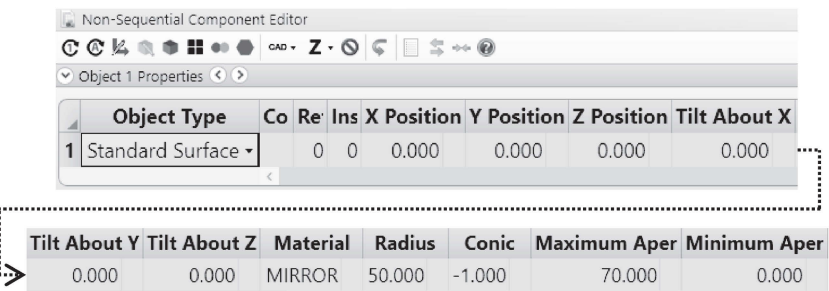 Non-Sequential Component Editor
CAD Z
Object 1 Properties
Object Type Co Re Ins X Position Y Position Z Position Tilt About X
1 Standard Surface 0 0 0.000 0.000 0.000 0.000
Tilt About Y Tilt About Z Material Radius Conic Maximum Aper Minimum Aper
0.000 0.000 MIRROR 50.000 -1.000 70.000 0.000